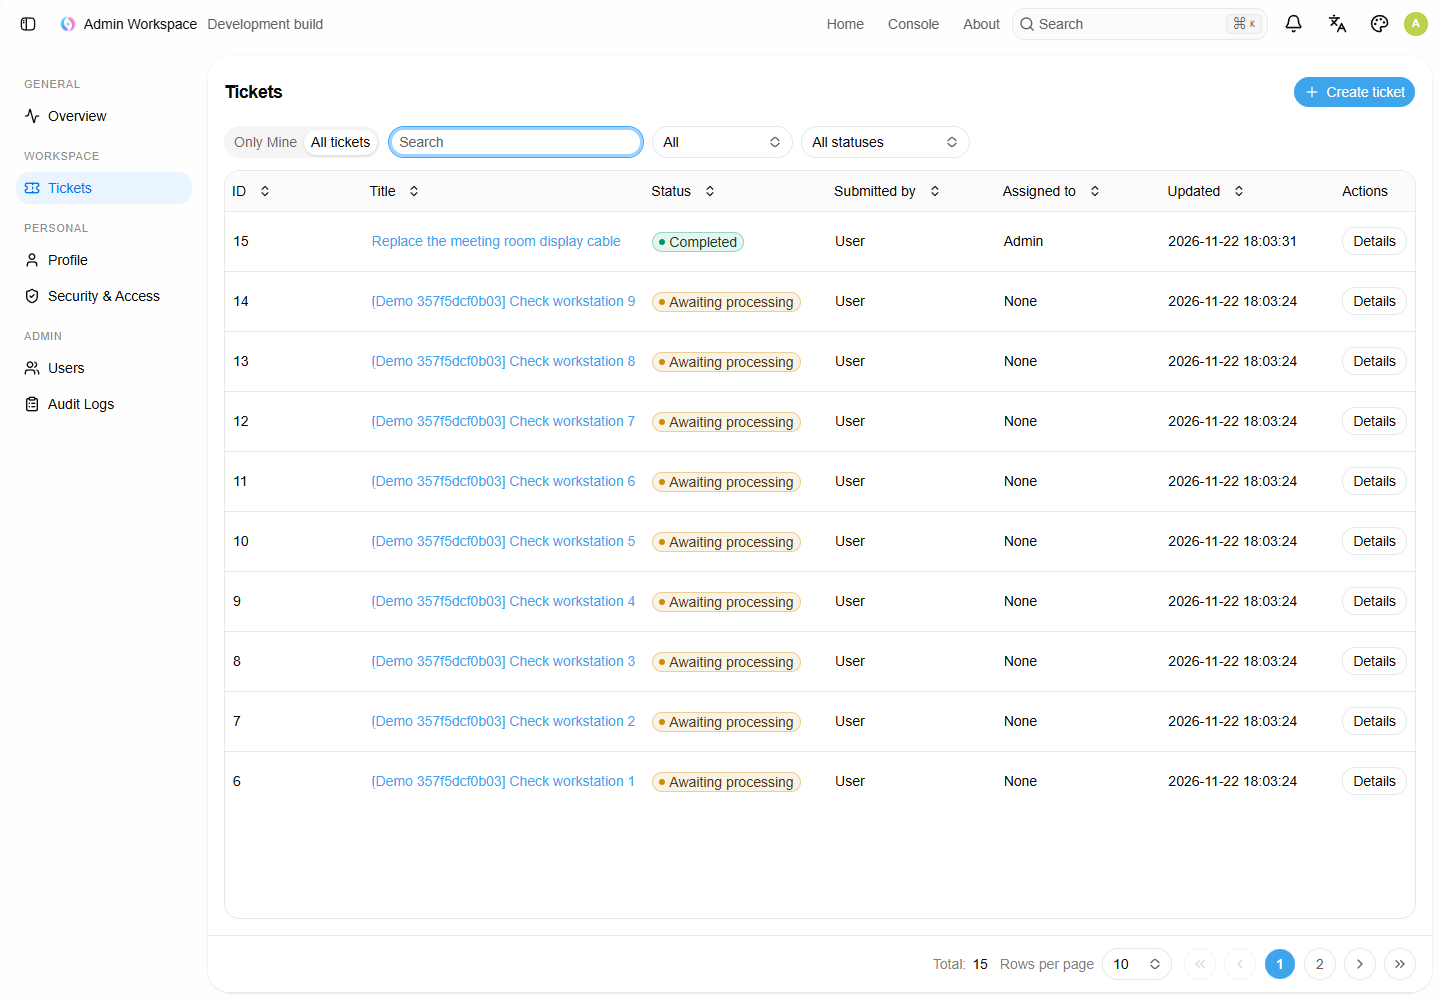 Admin Workspace Development build Home Console About Search ⌘ K A
GENERAL
Overview
WORKSPACE
Tickets
PERSONAL
Profile
Security & Access
ADMIN
Users
Audit Logs
Tickets Create ticket
Only Mine All tickets Search All All statuses
ID Title Status Submitted by Assigned to Updated Actions
15 Replace the meeting room display cable Completed User Admin 2026-11-22 18:03:31 Details
14 [Demo 357f5dcf0b03] Check workstation 9 Awaiting processing User None 2026-11-22 18:03:24 Details
13 [Demo 357f5dcf0b03] Check workstation 8 Awaiting processing User None 2026-11-22 18:03:24 Details
12 [Demo 357f5dcf0b03] Check workstation 7 Awaiting processing User None 2026-11-22 18:03:24 Details
11 [Demo 357f5dcf0b03] Check workstation 6 Awaiting processing User None 2026-11-22 18:03:24 Details
10 [Demo 357f5dcf0b03] Check workstation 5 Awaiting processing User None 2026-11-22 18:03:24 Details
9 [Demo 357f5dcf0b03] Check workstation 4 Awaiting processing User None 2026-11-22 18:03:24 Details
8 [Demo 357f5dcf0b03] Check workstation 3 Awaiting processing User None 2026-11-22 18:03:24 Details
7 [Demo 357f5dcf0b03] Check workstation 2 Awaiting processing User None 2026-11-22 18:03:24 Details
6 [Demo 357f5dcf0b03] Check workstation 1 Awaiting processing User None 2026-11-22 18:03:24 Details
Total: 15 Rows per page 10 1 2